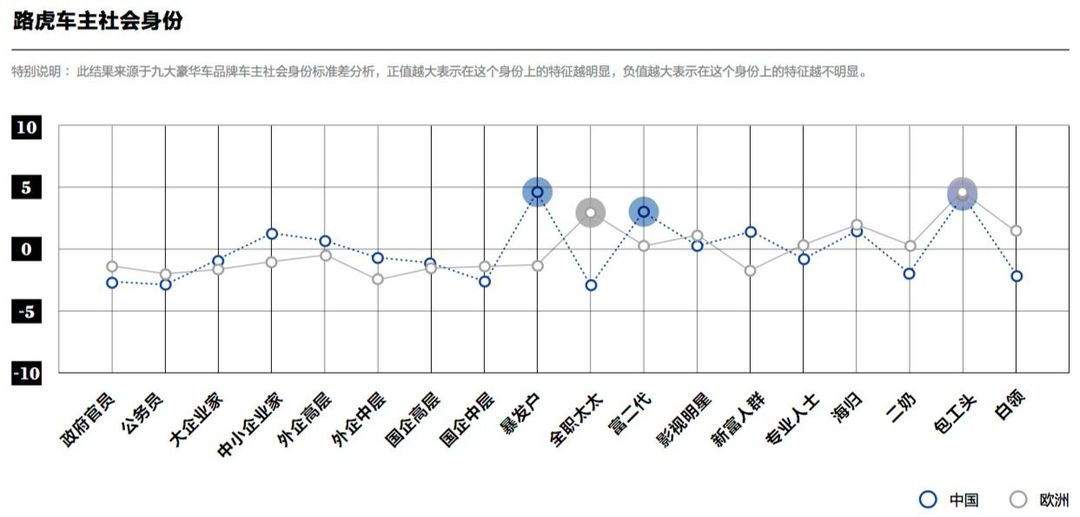 路虎车主社会身份
特别说明：此结果来源于九大豪华车品牌车主社会身份标准差分析，正值越大表示在这个身份上的特征越明显，负值越大表示在这个身份上的特征越不明显。
10
5
0
-5
-10
政府官员
公务员
大企业家
中小企业家
外企高层
外企中层
国企高层
国企中层
暴发户
全职太太
富二代
影视明星
新富人群
专业人士
海归
二奶
包工头
白领
中国
欧洲